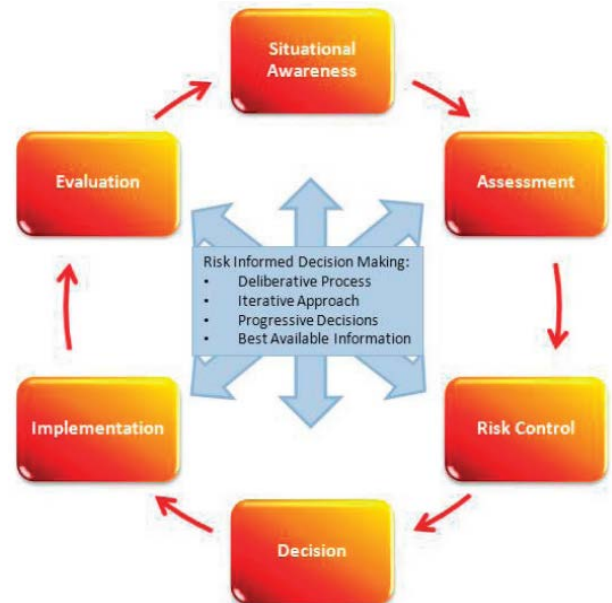 Situational
Awareness
Evaluation
Assessment
Risk Informed Decision Making:
• Deliberative Process
• Iterative Approach
• Progressive Decisions
• Best Available Information
Implementation
Risk Control
Decision